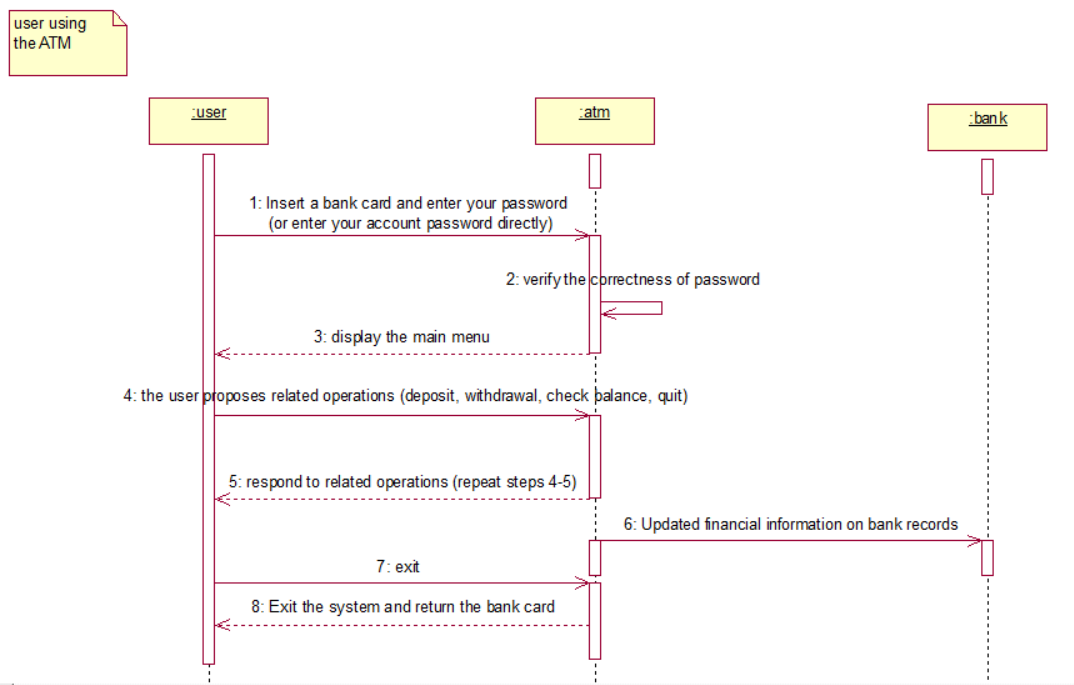 user using
the ATM
:user
:atm
:bank
1: Insert a bank card and enter your password
(or enter your account password directly)
2: verify the correctness of password
3: display the main menu
4: the user proposes related operations (deposit, withdrawal, check balance, quit)
5: respond to related operations (repeat steps 4-5)
6: Updated financial information on bank records
7: exit
8: Exit the system and return the bank card